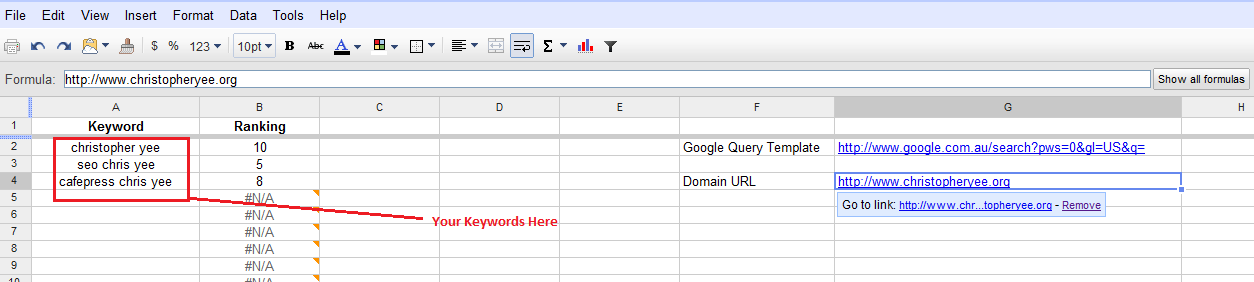 File Edit View Insert Format Data Tools Help
$ % 123 10pt B Abc A Σ
Formula: http://www.christopheryee.org Show all formulas
A B C D E F G H
1 Keyword Ranking
2 christopher yee 10 Google Query Template http://www.google.com.au/search?pws=0&gl=US&q=
3 seo chris yee 5
4 cafepress chris yee 8 Domain URL http://www.christopheryee.org
5 #N/A Go to link: http://www.chr...topheryee.org - Remove
6 #N/A Your Keywords Here
7 #N/A
8 #N/A
9 #N/A
10 #N/A